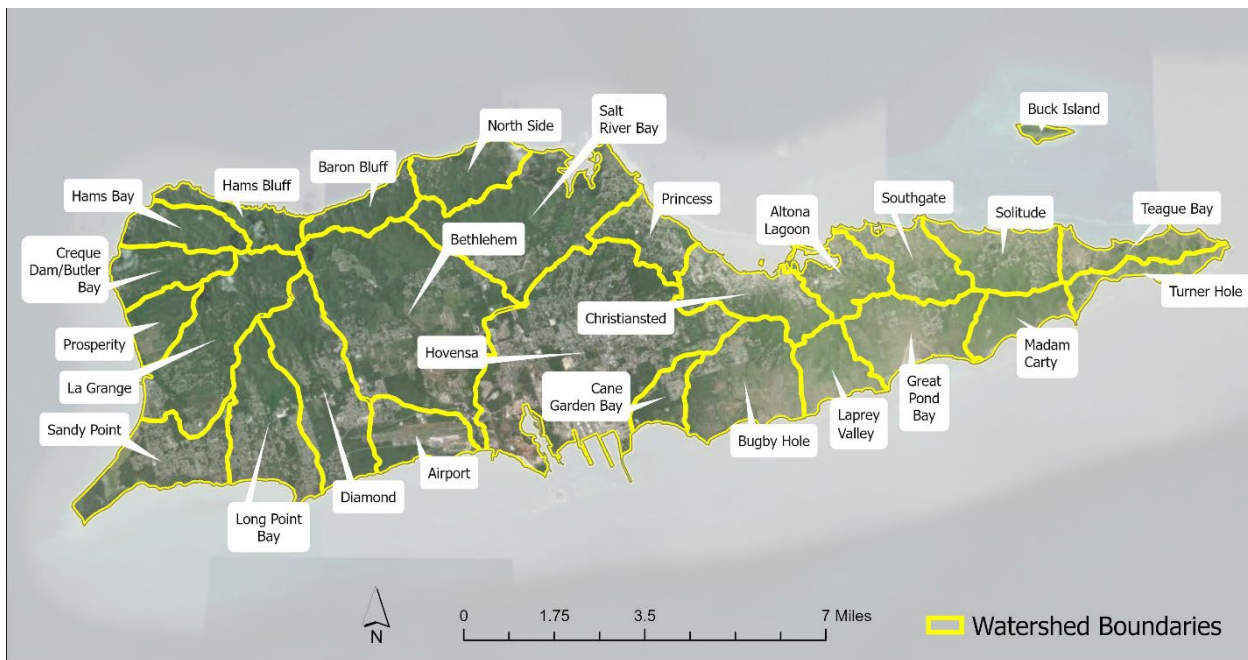 Buck Island
North Side
Salt
River Bay
Baron Bluff
Hams Bluff
Hams Bay
Princess
Altona
Lagoon
Southgate
Solitude
Teague Bay
Creque
Dam/Butler
Bay
Bethlehem
Turner Hole
Christiansted
Prosperity
Hovensa
Madam
Carty
La Grange
Cane
Garden Bay
Great
Pond
Bay
Sandy Point
Bugby Hole
Laprey
Valley
Airport
Diamond
Long Point
Bay
N
0
1.75
3.5
7 Miles
Watershed Boundaries